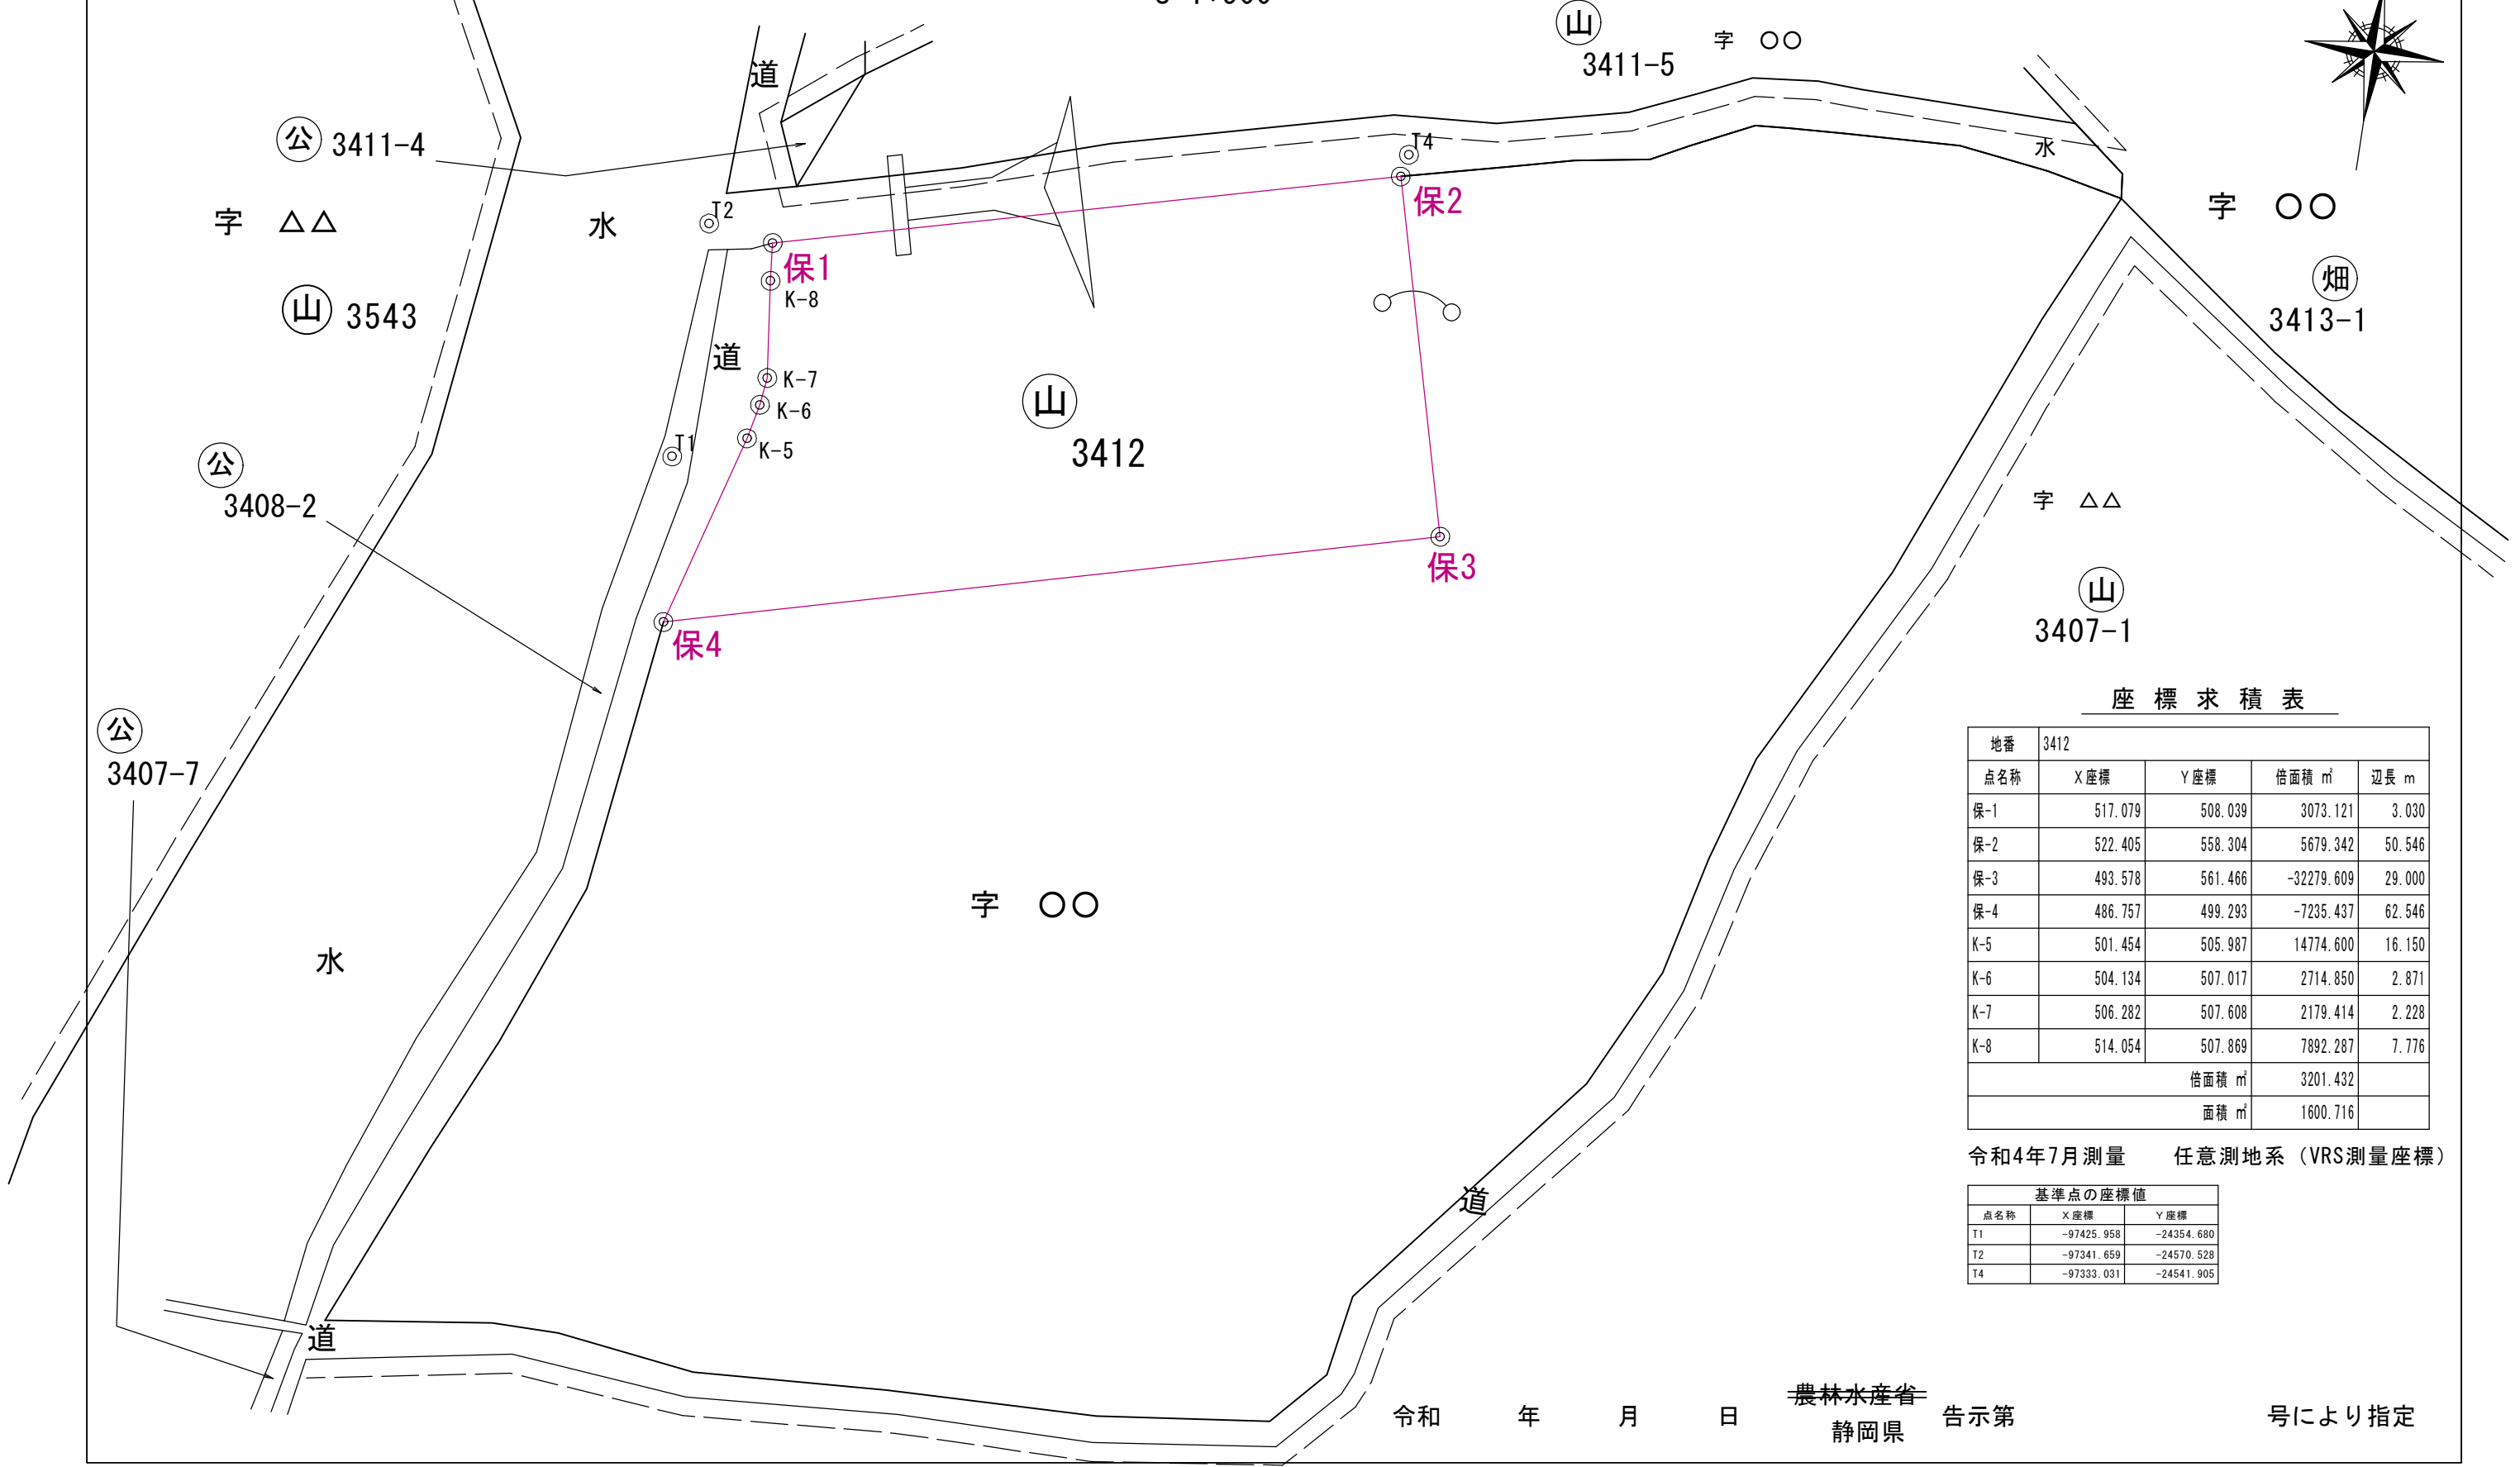 山
3411-5
字 ○○
道
公 3411-4
T4
水
保2
字 △△
水
T2
字 ○○
保1
K-8
畑
3413-1
山 3543
道
K-7
K-6
山
3412
T1
K-5
公
3408-2
字 △△
保3
山
3407-1
保4
公
3407-7
字 ○○
水
道
道
座標求積表
地番 3412
点名称 X座標 Y座標 倍面積 ㎡ 辺長 m
保-1 517.079 508.039 3073.121 3.030
保-2 522.405 558.304 5679.342 50.546
保-3 493.578 561.466 -32279.609 29.000
保-4 486.757 499.293 -7235.437 62.546
K-5 501.454 505.987 14774.600 16.150
K-6 504.134 507.017 2714.850 2.871
K-7 506.282 507.608 2179.414 2.228
K-8 514.054 507.869 7892.287 7.776
倍面積 ㎡ 3201.432
面積 ㎡ 1600.716
令和4年7月測量 任意測地系（VRS測量座標）
基準点の座標値
点名称 X座標 Y座標
T1 -97425.958 -24354.680
T2 -97341.659 -24570.528
T4 -97333.031 -24541.905
農林水産省
令和 年 月 日 静岡県 告示第 号により指定